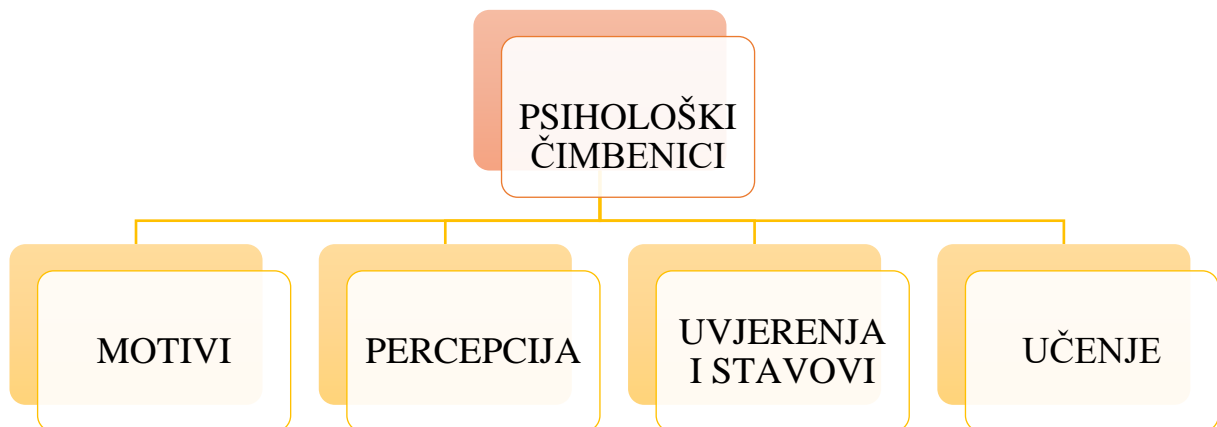 PSIHOLOŠKI
ČIMBENICI
MOTIVI
PERCEPCIJA
UVJERENJA
I STAVOVI
UČENJE